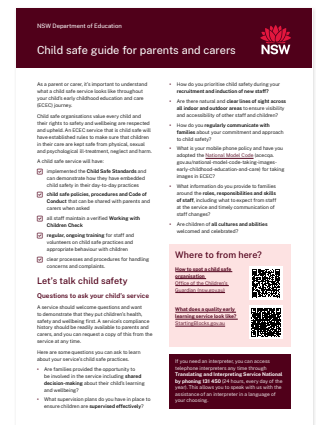 NSW Department of Education
Child safe guide for parents and carers
NSW
As a parent or carer, it's important to understand
what a child safe service looks like throughout
your child's early childhood education and care
(ECEC) journey.
Child safe organisations value every child and
their rights to safety and wellbeing are respected
and upheld. An ECEC service that is child safe will
have established rules to make sure that children
in their care are kept safe from physical, sexual
and psychological ill-treatment, neglect and harm.
A child safe service will have:
implemented the Child Safe Standards and
can demonstrate how they have embedded
child safety in their day-to-day practices
child safe policies, procedures and Code of
Conduct that can be shared with parents and
carers when asked
all staff maintain a verified Working with
Children Check
regular, ongoing training for staff and
volunteers on child safe practices and
appropriate behaviour with children
clear processes and procedures for handling
concerns and complaints.
Let's talk child safety
Questions to ask your child's service
A service should welcome questions and want
to demonstrate that they put children's health,
safety and wellbeing first. A service's compliance
history should be readily available to parents and
carers, and you can request a copy of this from the
service at any time.
Here are some questions you can ask to learn
about your service's child safe practices.
• Are families provided the opportunity to
be involved in the service including shared
decision-making about their child's learning
and wellbeing?
• What supervision plans do you have in place to
ensure children are supervised effectively?
• How do you prioritise child safety during your
recruitment and induction of new staff?
• Are there natural and clear lines of sight across
all indoor and outdoor areas to ensure visibility
and accessibility of other staff and children?
• How do you regularly communicate with
families about your commitment and approach
to child safety?
• What is your mobile phone policy and have you
adopted the National Model Code (acecqa.
gov.au/national-model-code-taking-images-
early-childhood-education-and-care) for taking
images in ECEC?
• What information do you provide to families
around the roles, responsibilities and skills
of staff, including what to expect from staff
at the service and timely communication of
staff changes?
• Are children of all cultures and abilities
welcomed and celebrated?
Where to from here?
How to spot a child safe
organisation
Office of the Children's
Guardian (nsw.gov.au)
What does a quality early
learning service look like?
StartingBlocks.gov.au
If you need an interpreter, you can access
telephone interpreters any time through
Translating and Interpreting Service National
by phoning 131 450 (24 hours, every day of the
year). This allows you to speak with us with the
assistance of an interpreter in a language of
your choosing.